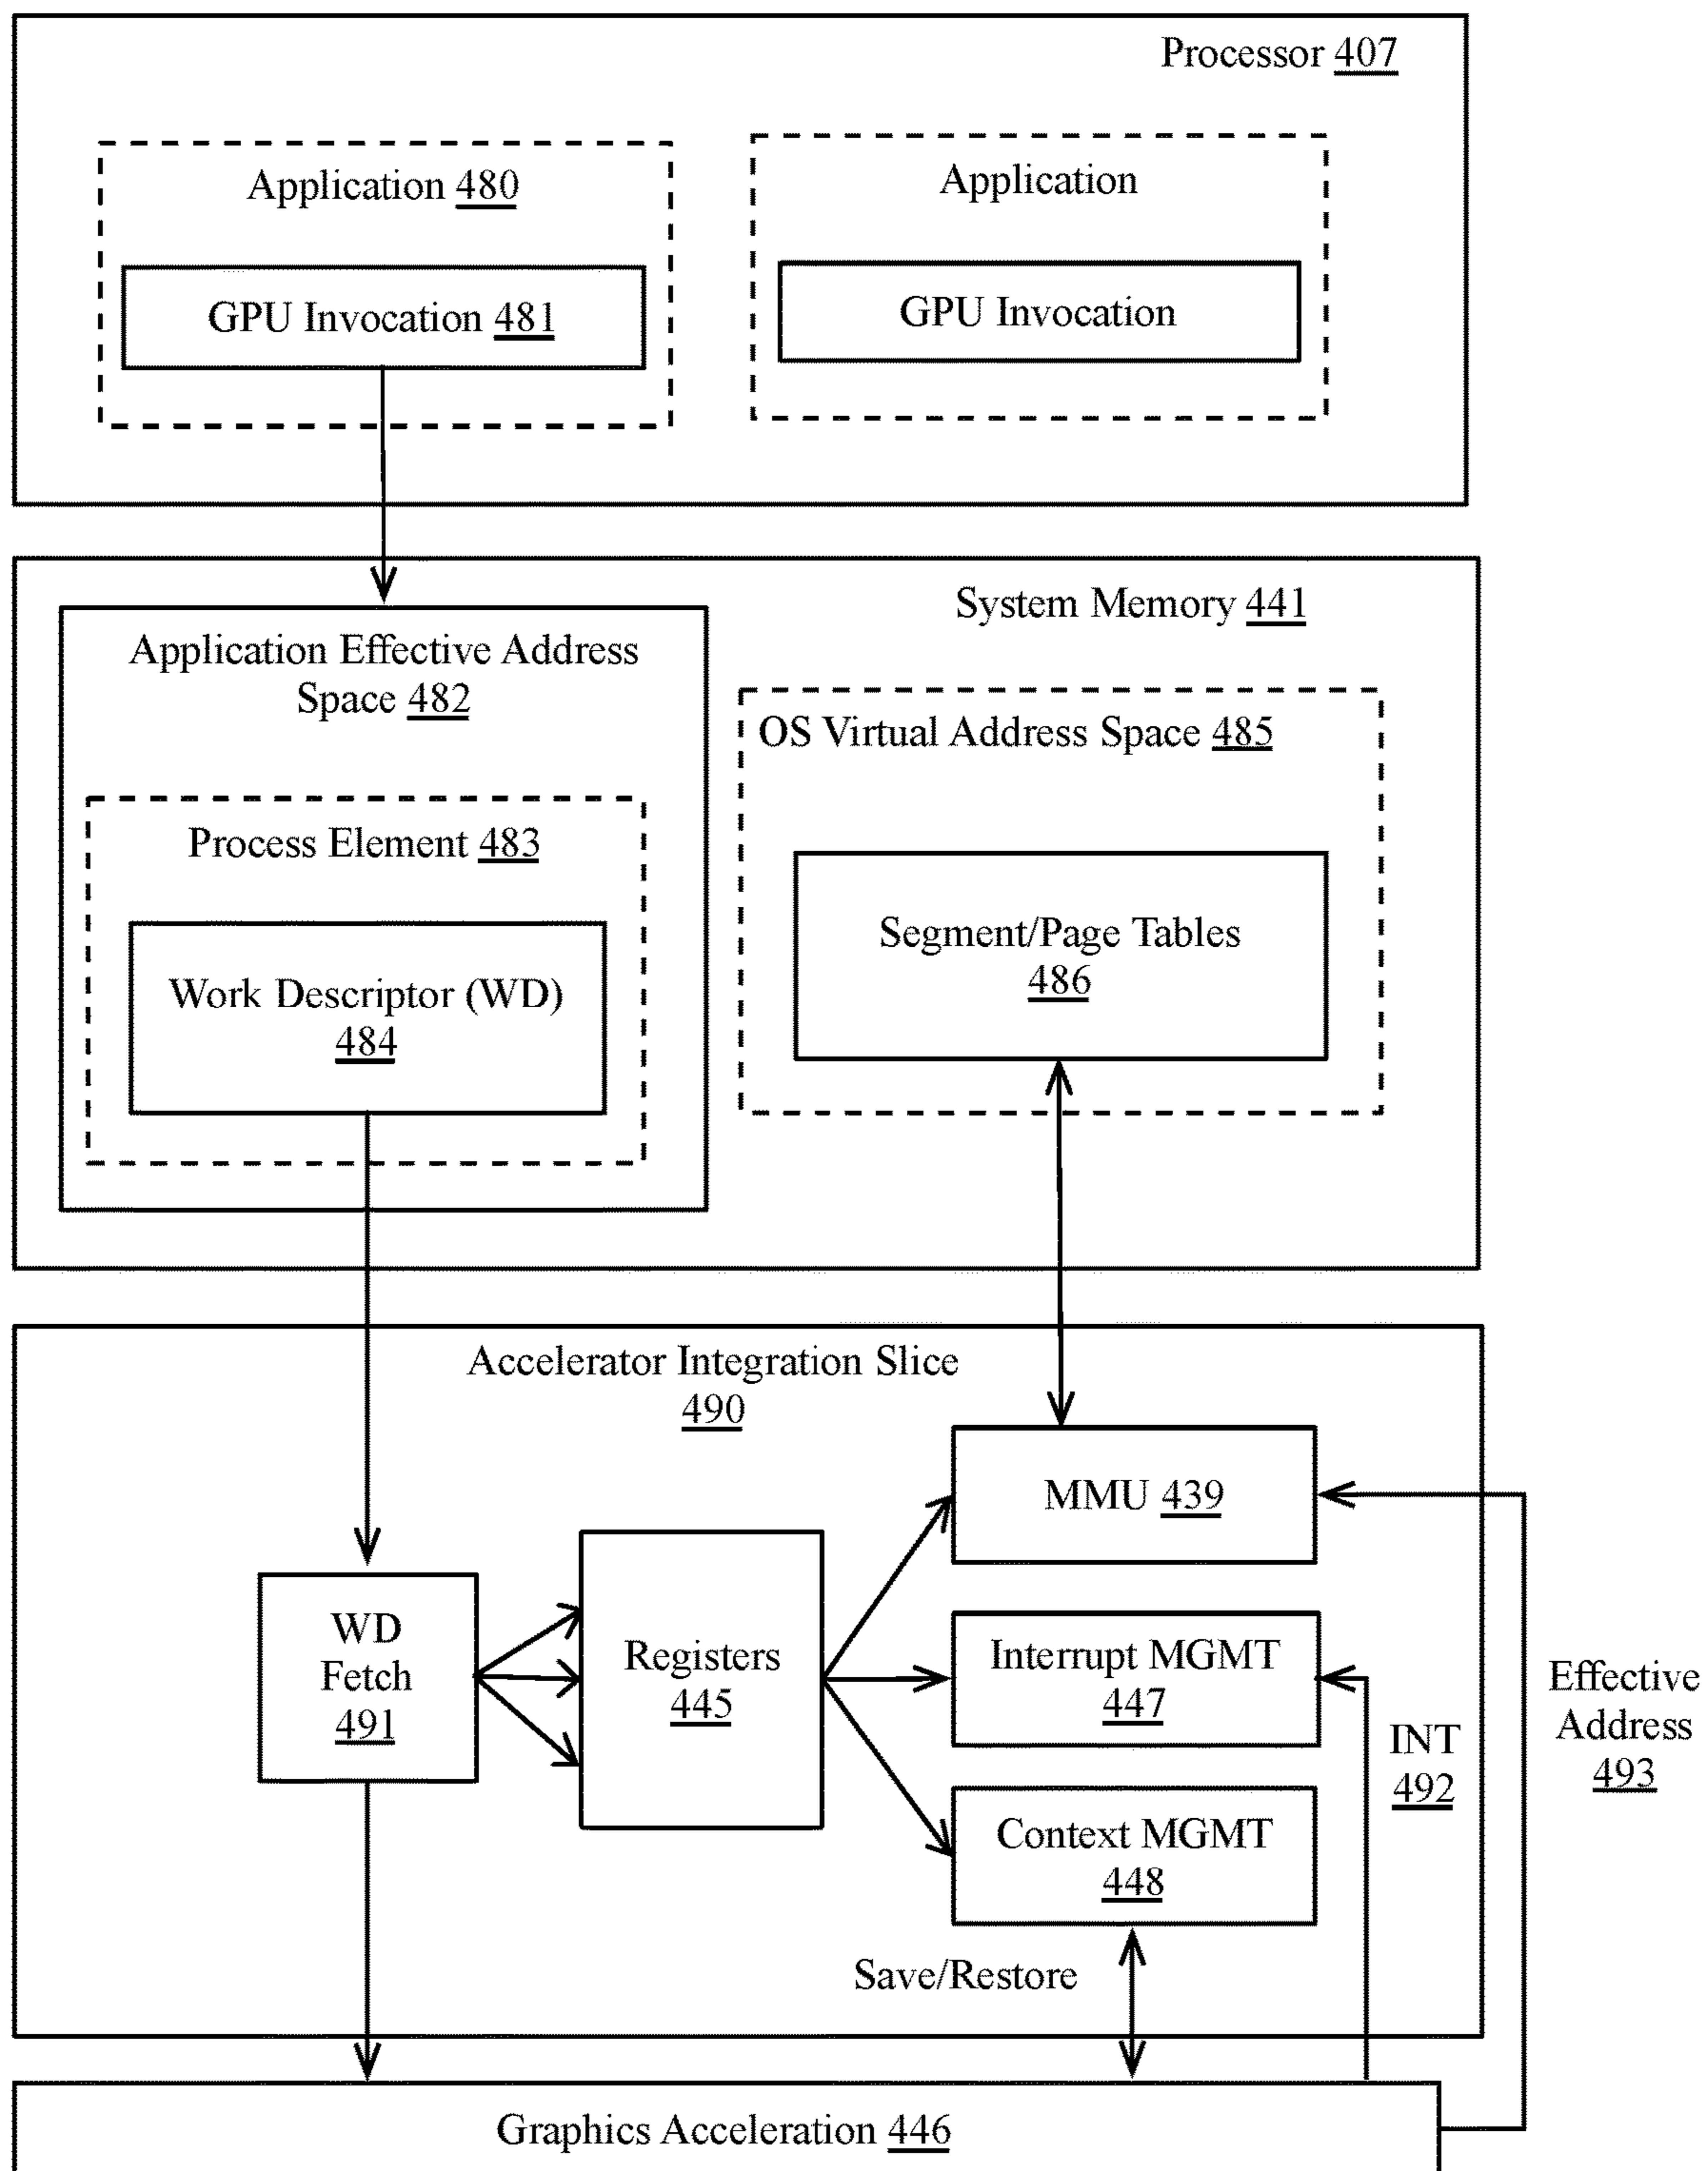 Processor 407
Application 480
Application
GPU Invocation 481
GPU Invocation
System Memory 441
Application Effective Address
Space 482
OS Virtual Address Space 485
Process Element 483
Segment/Page Tables
486
Work Descriptor (WD)
484
Accelerator Integration Slice
490
MMU 439
WD
Fetch
491
Registers
445
Interrupt MGMT
447
Effective
Address
493
INT
492
Context MGMT
448
Save/Restore
Graphics Acceleration 446